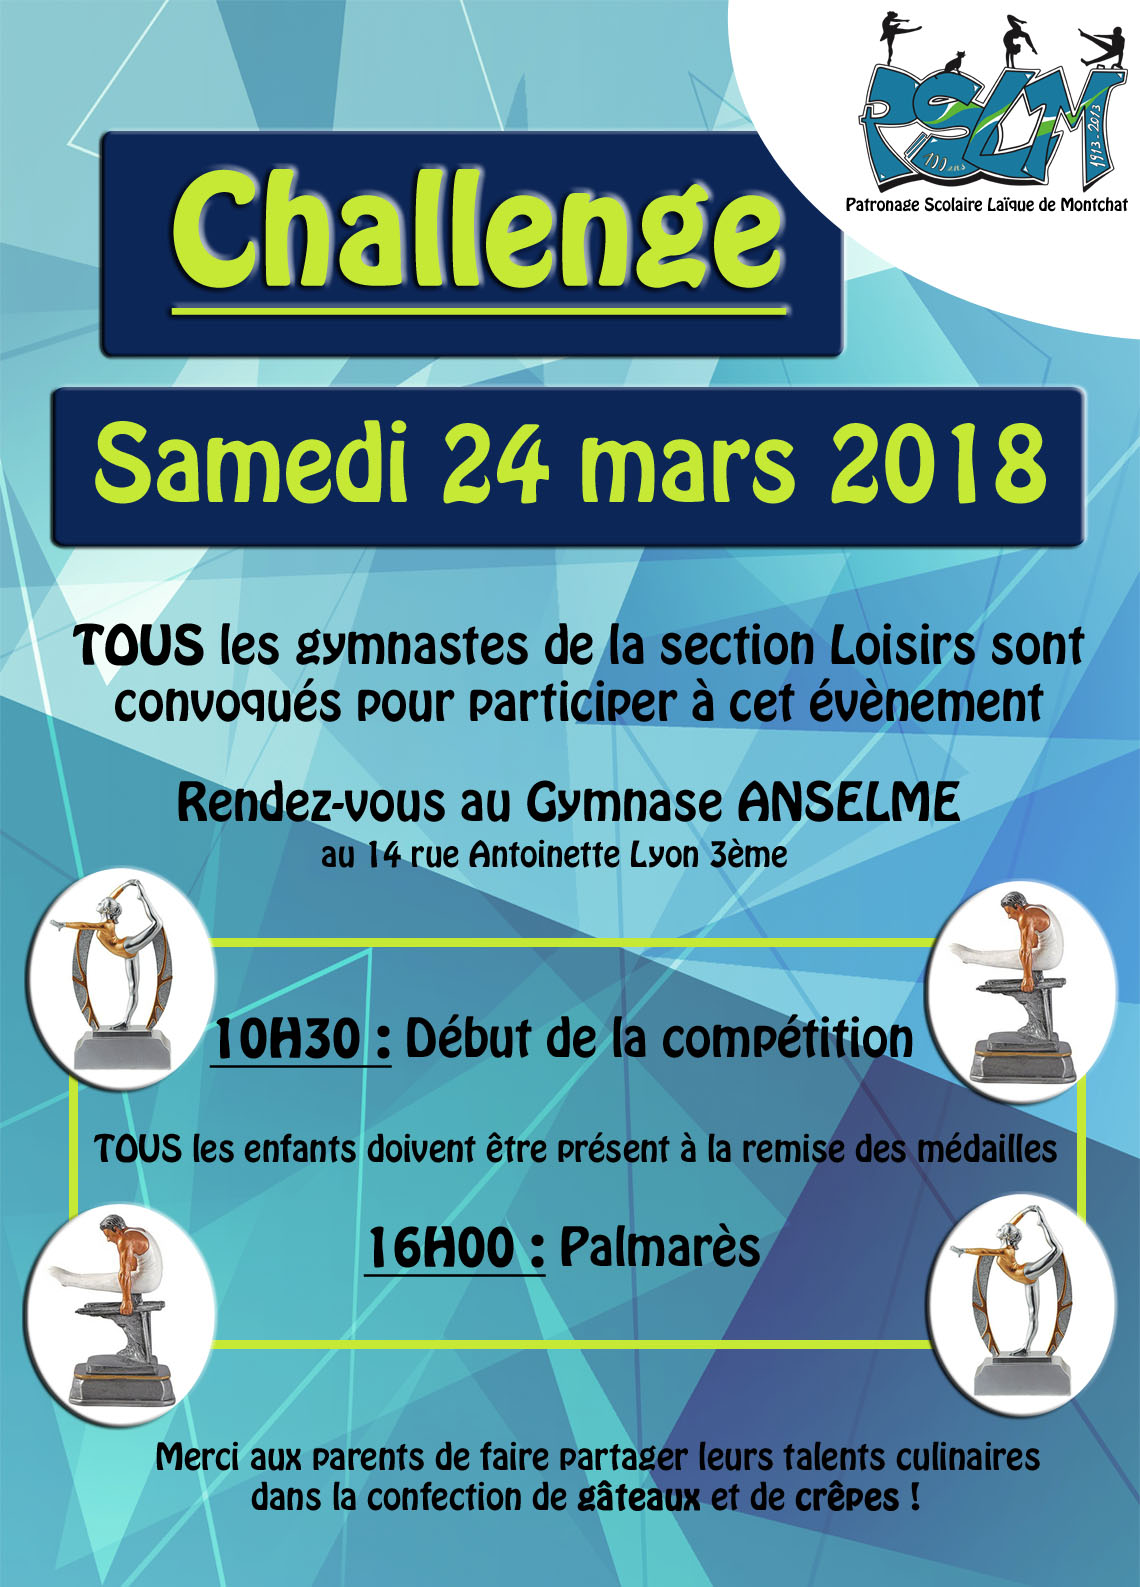 PSLM
1913-2013
Patronage Scolaire Laïque de Montchat
Challenge
Samedi 24 mars 2018
TOUS les gymnastes de la section Loisirs sont
convoqués pour participer à cet évènement
Rendez-vous au Gymnase ANSELME
au 14 rue Antoinette Lyon 3ème
10H30 : Début de la compétition
TOUS les enfants doivent être présent à la remise des médailles
16H00 : Palmarès
Merci aux parents de faire partager leurs talents culinaires
dans la confection de gâteaux et de crêpes !